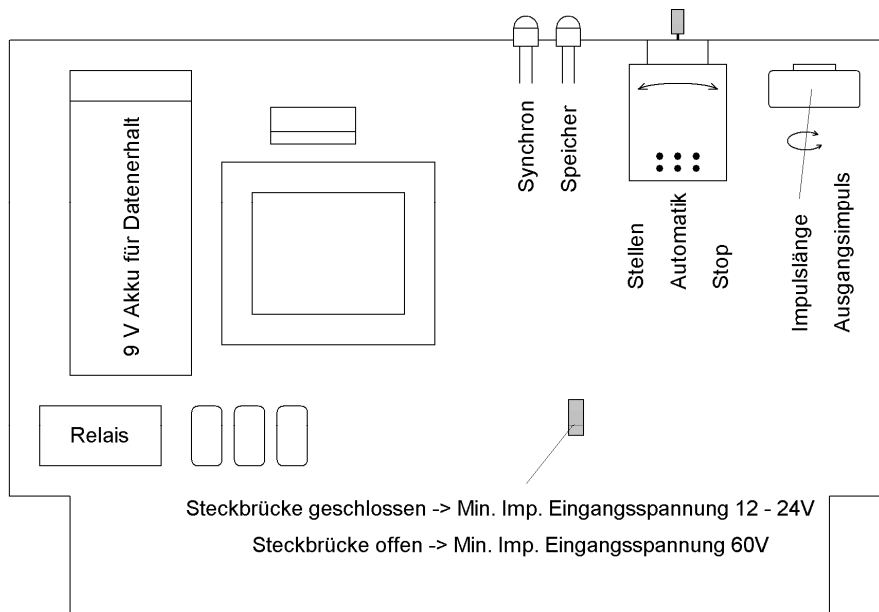 9 V Akku für Datenerhalt
Synchron
Speicher
Stellen
Automatik
Stop
Impulslänge
Ausgangsimpuls
Relais
Steckbrücke geschlossen -> Min. Imp. Eingangsspannung 12 - 24V
Steckbrücke offen -> Min. Imp. Eingangsspannung 60V